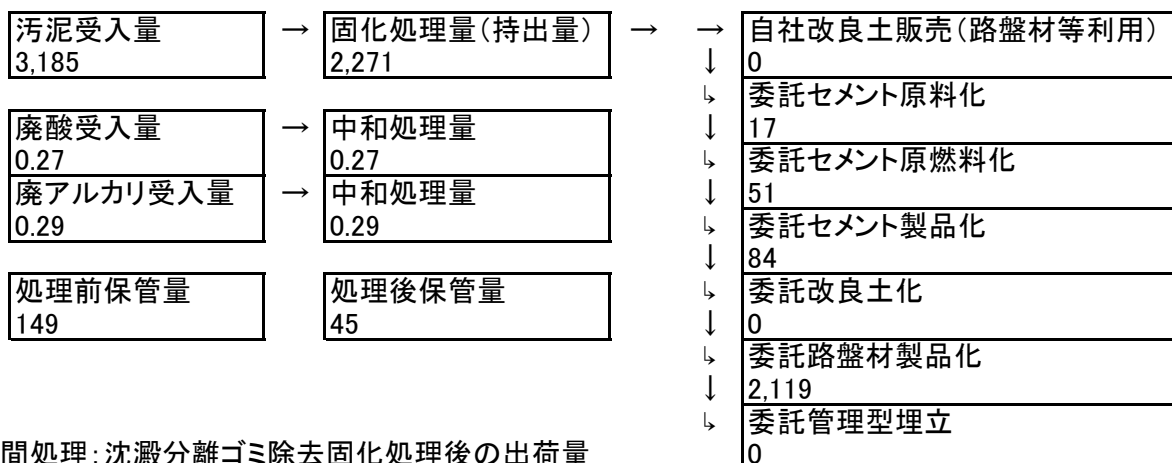 汚泥受入量 → 固化処理量(持出量) → → 自社改良土販売(路盤材等利用)
3,185 2,271 ↓ 0
↳ 委託セメント原料化
廃酸受入量 → 中和処理量 ↓ 17
0.27 0.27 ↳ 委託セメント原燃料化
廃アルカリ受入量 → 中和処理量 ↓ 51
0.29 0.29 ↳ 委託セメント製品化
↓ 84
処理前保管量 処理後保管量 ↳ 委託改良土化
149 45 ↓ 0
↳ 委託路盤材製品化
↓ 2,119
↳ 委託管理型埋立
間処理:沈澱分離ゴミ除去固化処理後の出荷量 0